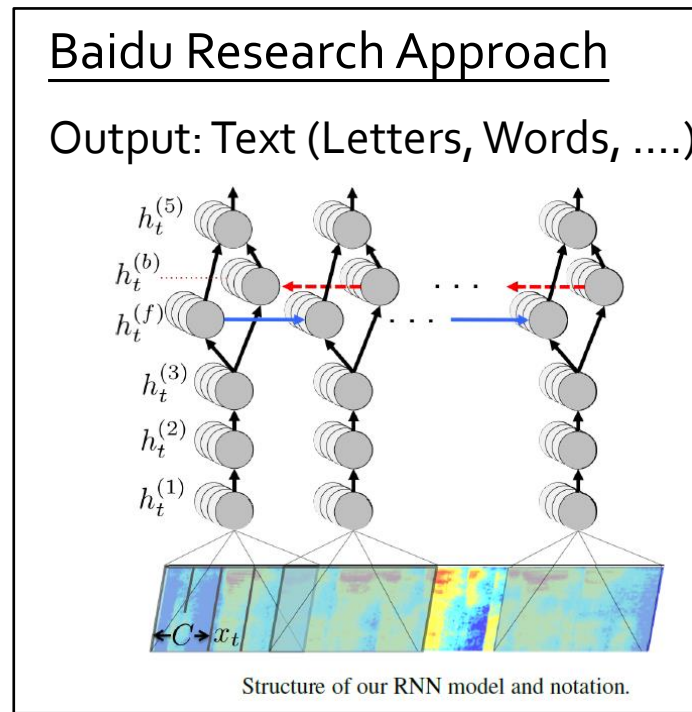 Baidu Research Approach
Output: Text (Letters, Words, ....)
h_t^{(5)}
h_t^{(b)}
h_t^{(f)}
h_t^{(3)}
h_t^{(2)}
h_t^{(1)}
C x_t
Structure of our RNN model and notation.